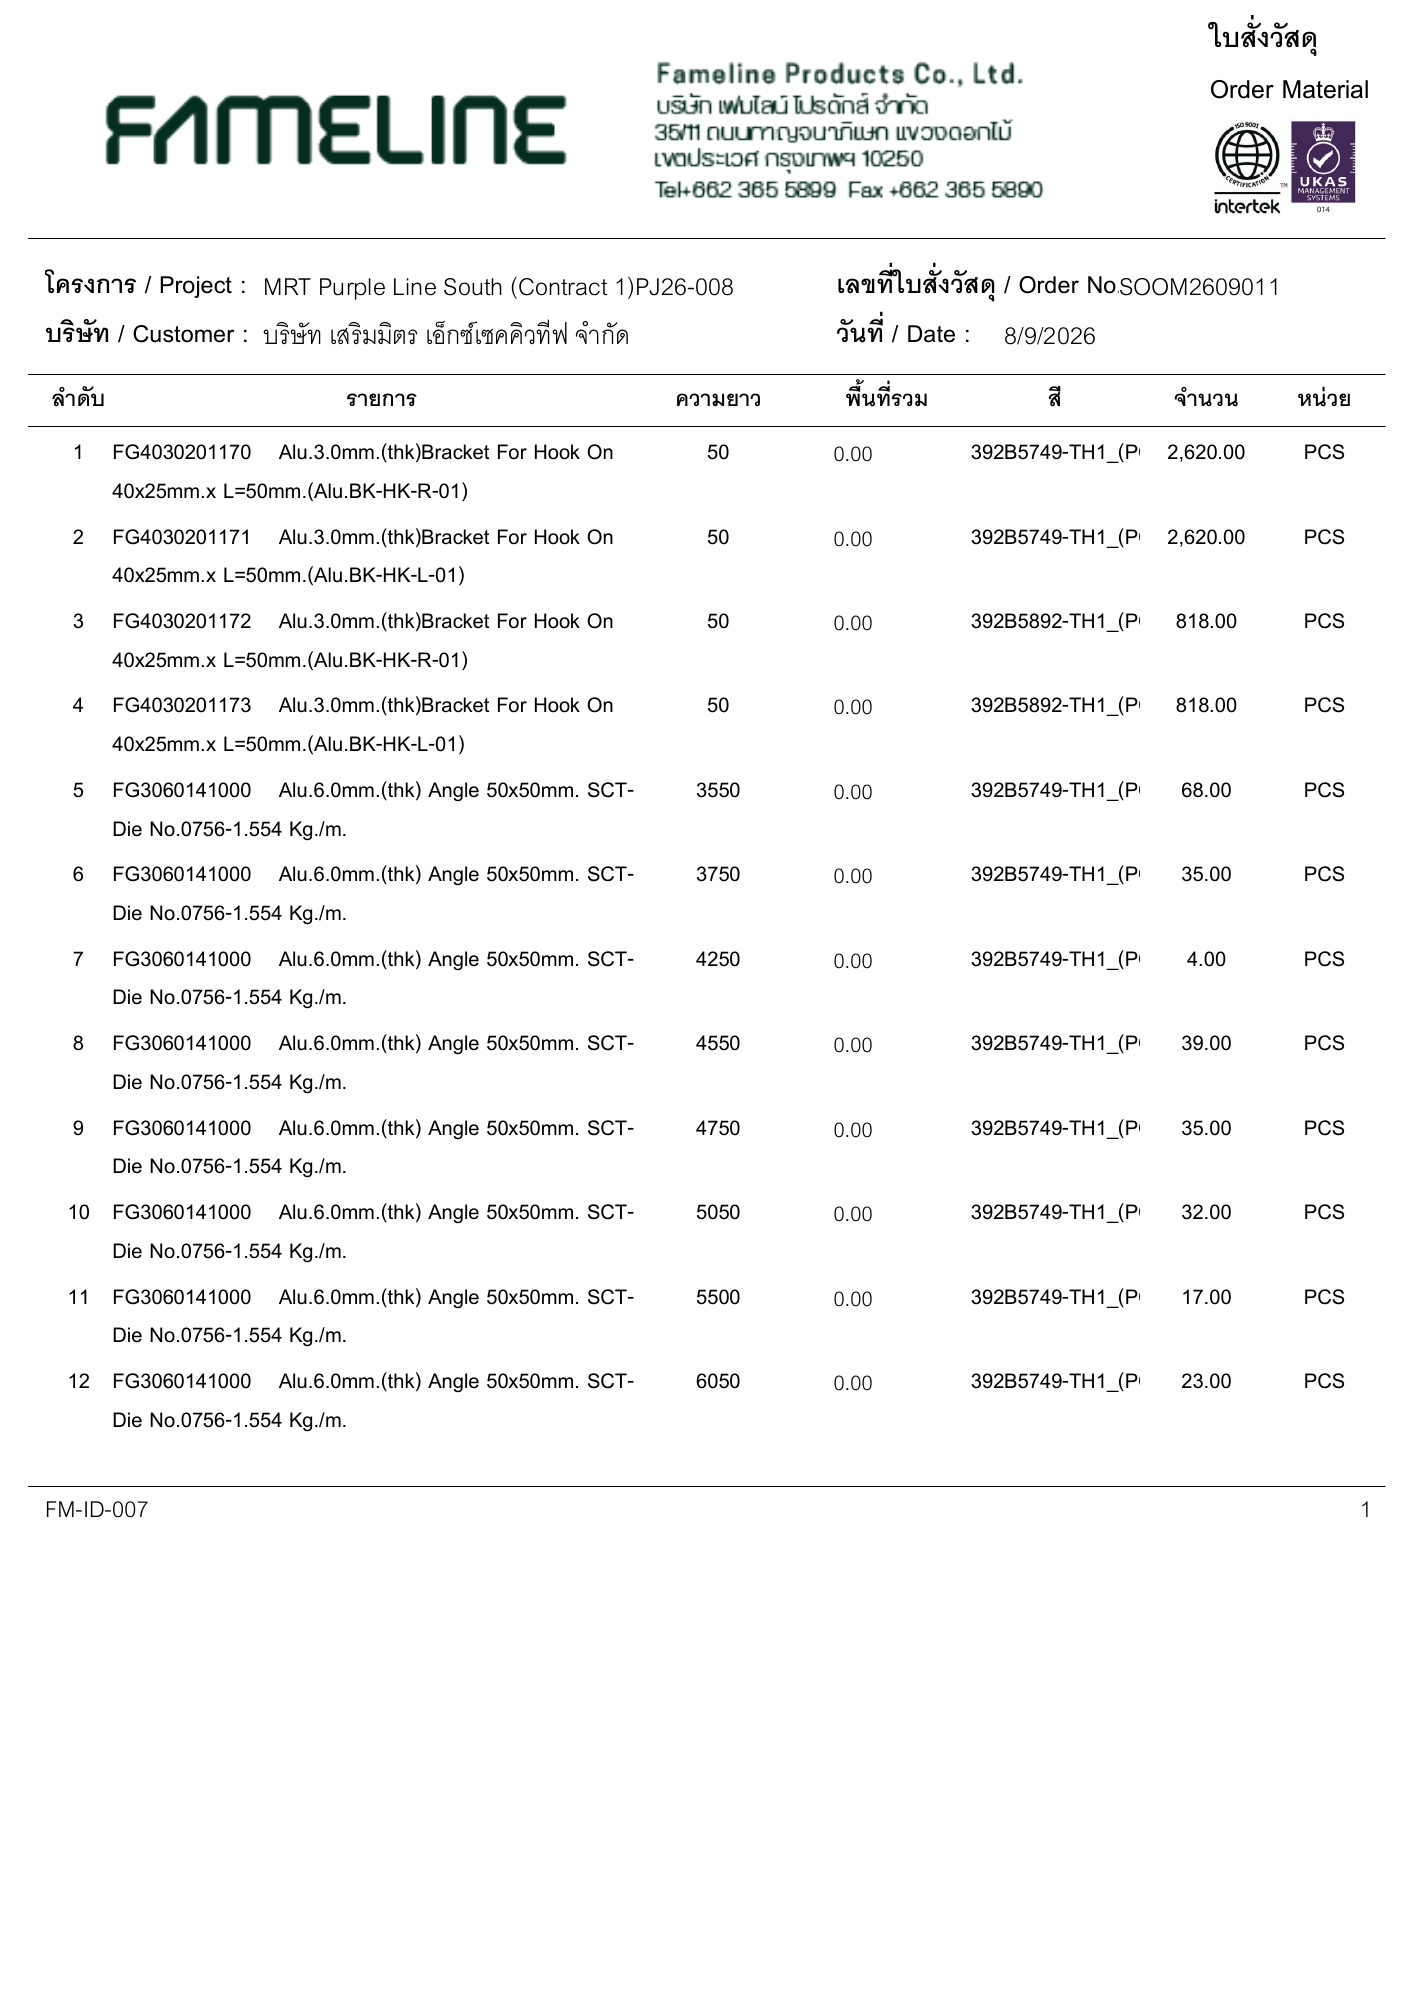 ใบสั่งวัสดุ
Order Material
FAMELINE
Fameline Products Co., Ltd.
บริษัท เฟมไลน์ โปรดักส์ จำกัด
35/11 ถนนกาญจนาภิเษก แขวงดอกไม้
เขตประเวศ กรุงเทพฯ 10250
Tel+662 365 5899 Fax +662 365 5890
ISO 9001
CERTIFICATION
TM
intertek
UKAS
MANAGEMENT
SYSTEMS
014
โครงการ / Project : MRT Purple Line South (Contract 1)PJ26-008 เลขที่ใบสั่งวัสดุ / Order No SOOM2609011
บริษัท / Customer : บริษัท เสริมมิตร เอ็กซ์เซคคิวทีฟ จำกัด วันที่ / Date : 8/9/2026
ลำดับ รายการ ความยาว พื้นที่รวม สี จำนวน หน่วย
1 FG4030201170 Alu.3.0mm.(thk)Bracket For Hook On 50 0.00 392B5749-TH1_(P 2,620.00 PCS
40x25mm.x L=50mm.(Alu.BK-HK-R-01)
2 FG4030201171 Alu.3.0mm.(thk)Bracket For Hook On 50 0.00 392B5749-TH1_(P 2,620.00 PCS
40x25mm.x L=50mm.(Alu.BK-HK-L-01)
3 FG4030201172 Alu.3.0mm.(thk)Bracket For Hook On 50 0.00 392B5892-TH1_(P 818.00 PCS
40x25mm.x L=50mm.(Alu.BK-HK-R-01)
4 FG4030201173 Alu.3.0mm.(thk)Bracket For Hook On 50 0.00 392B5892-TH1_(P 818.00 PCS
40x25mm.x L=50mm.(Alu.BK-HK-L-01)
5 FG3060141000 Alu.6.0mm.(thk) Angle 50x50mm. SCT- 3550 0.00 392B5749-TH1_(P 68.00 PCS
Die No.0756-1.554 Kg./m.
6 FG3060141000 Alu.6.0mm.(thk) Angle 50x50mm. SCT- 3750 0.00 392B5749-TH1_(P 35.00 PCS
Die No.0756-1.554 Kg./m.
7 FG3060141000 Alu.6.0mm.(thk) Angle 50x50mm. SCT- 4250 0.00 392B5749-TH1_(P 4.00 PCS
Die No.0756-1.554 Kg./m.
8 FG3060141000 Alu.6.0mm.(thk) Angle 50x50mm. SCT- 4550 0.00 392B5749-TH1_(P 39.00 PCS
Die No.0756-1.554 Kg./m.
9 FG3060141000 Alu.6.0mm.(thk) Angle 50x50mm. SCT- 4750 0.00 392B5749-TH1_(P 35.00 PCS
Die No.0756-1.554 Kg./m.
10 FG3060141000 Alu.6.0mm.(thk) Angle 50x50mm. SCT- 5050 0.00 392B5749-TH1_(P 32.00 PCS
Die No.0756-1.554 Kg./m.
11 FG3060141000 Alu.6.0mm.(thk) Angle 50x50mm. SCT- 5500 0.00 392B5749-TH1_(P 17.00 PCS
Die No.0756-1.554 Kg./m.
12 FG3060141000 Alu.6.0mm.(thk) Angle 50x50mm. SCT- 6050 0.00 392B5749-TH1_(P 23.00 PCS
Die No.0756-1.554 Kg./m.
FM-ID-007 1